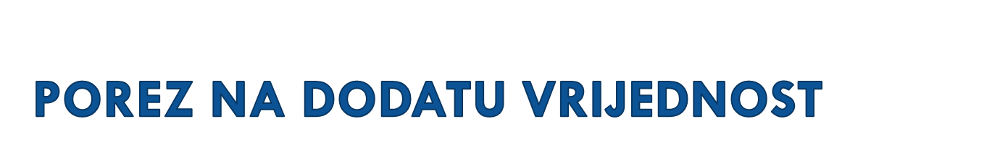 POREZ NA DODATU VRIJEDNOST